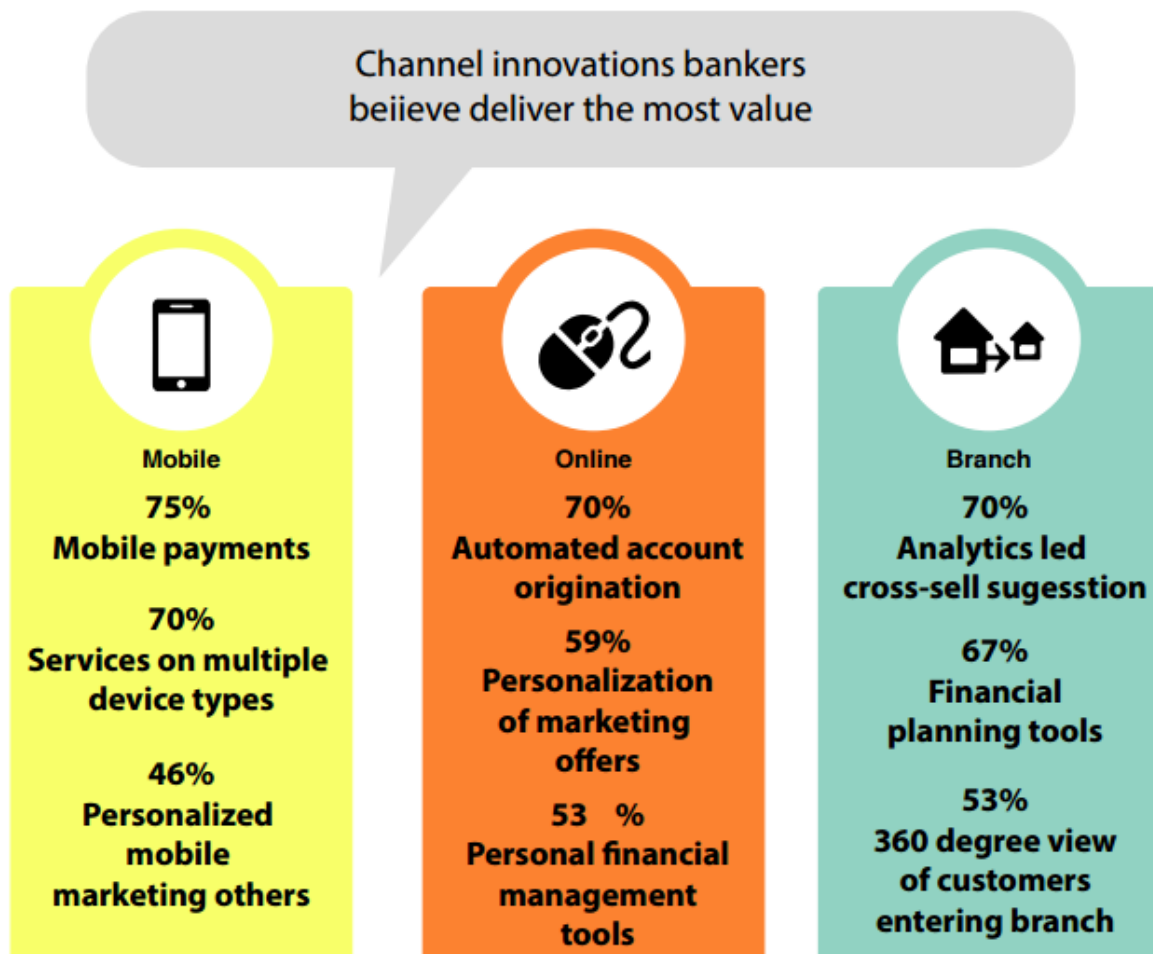 Channel innovations bankers
beiieve deliver the most value
Mobile
75%
Mobile payments
70%
Services on multiple
device types
46%
Personalized
mobile
marketing others
Online
70%
Automated account
origination
59%
Personalization
of marketing
offers
53 %
Personal financial
management
tools
Branch
70%
Analytics led
cross-sell sugesstion
67%
Financial
planning tools
53%
360 degree view
of customers
entering branch